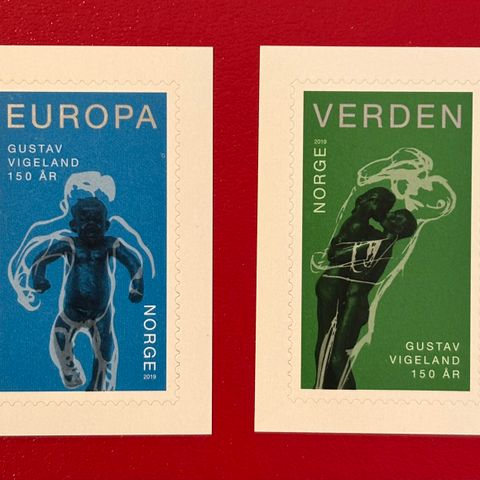 EUROPA
GUSTAV
VIGELAND
150 ÅR
NORGE
2019
VERDEN
NORGE 2019
GUSTAV
VIGELAND
150 ÅR